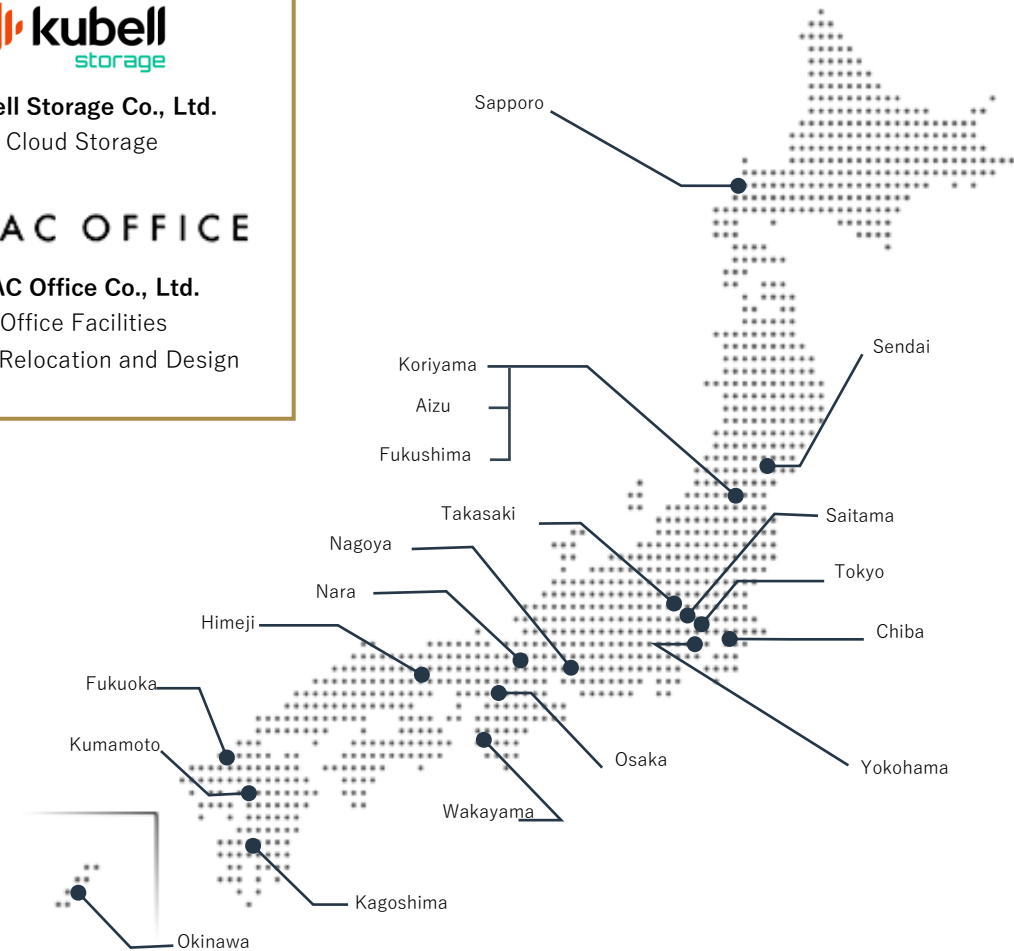 kubell
storage
ell Storage Co., Ltd.
Cloud Storage
AC OFFICE
AC Office Co., Ltd.
Office Facilities
Relocation and Design
Sapporo
Sendai
Koriyama
Aizu
Fukushima
Takasaki
Saitama
Nagoya
Tokyo
Nara
Himeji
Chiba
Fukuoka
Kumamoto
Osaka
Yokohama
Wakayama
Kagoshima
Okinawa